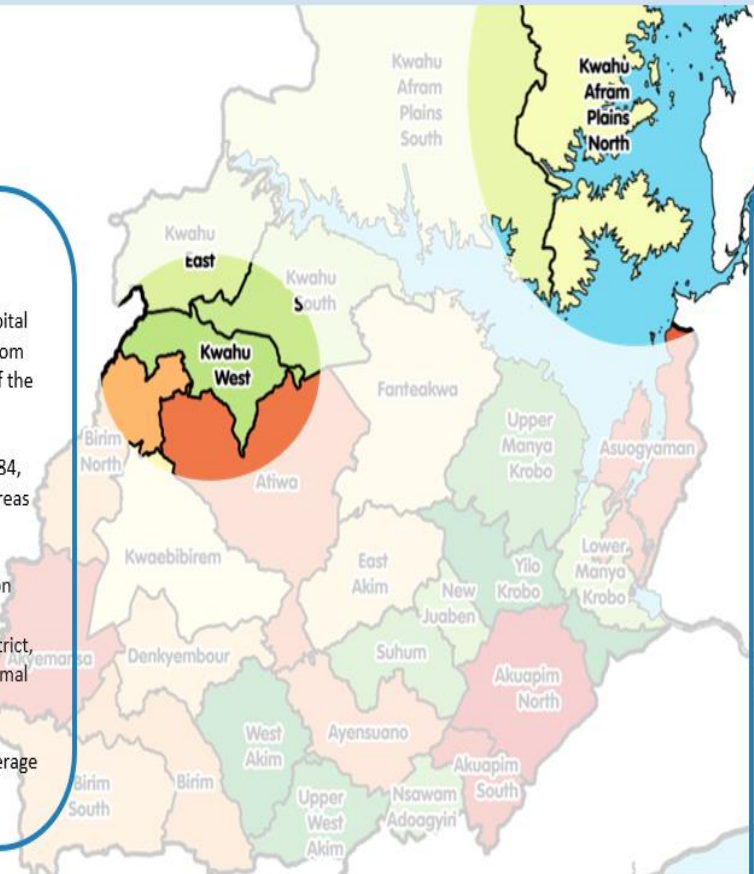 Kwahu
Afram
Plains
South
Kwahu
Afram
Plains
North
Kwahu
East
Kwahu
South
Kwahu
West
Fanteakwa
Upper
Manya
Krobo
Asuogyaman
Birim
North
Atiwa
Kwaebibirem
East
Akim
Yilo
Krobo
Lower
Manya
Krobo
New
Juaben
Akyemansa
Denkyembour
Suhum
Akuapim
North
West
Akim
Ayensuano
Akuapim
South
Birim
South
Birim
Upper
West
Akim
Nsawam
Adoagyiri
84,